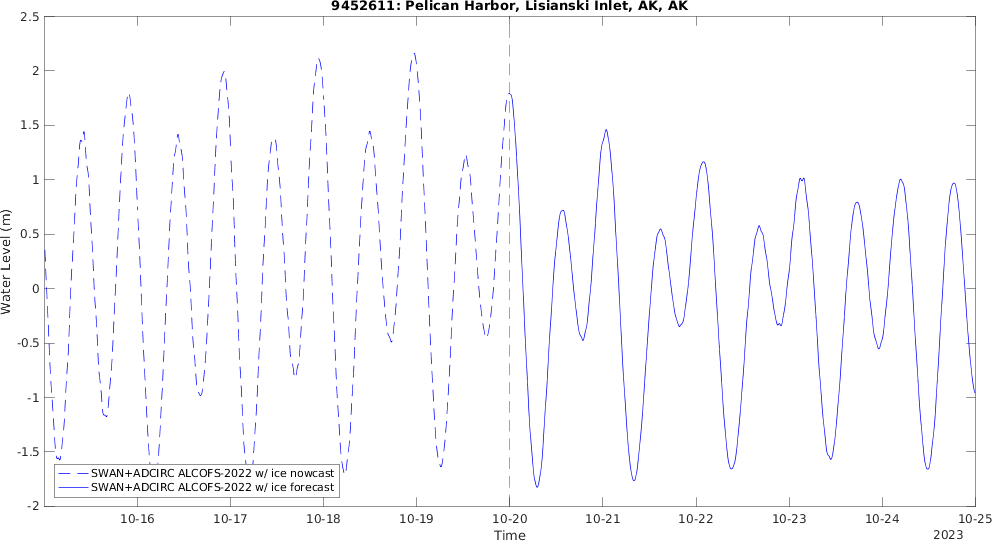 9452611: Pelican Harbor, Lisianski Inlet, AK, AK
Water Level (m)
2.5
2
1.5
1
0.5
0
-0.5
-1
-1.5
-2
SWAN+ADCIRC ALCOFS-2022 w/ ice nowcast
SWAN+ADCIRC ALCOFS-2022 w/ ice forecast
10-16 10-17 10-18 10-19 10-20 10-21 10-22 10-23 10-24 10-25
Time
2023